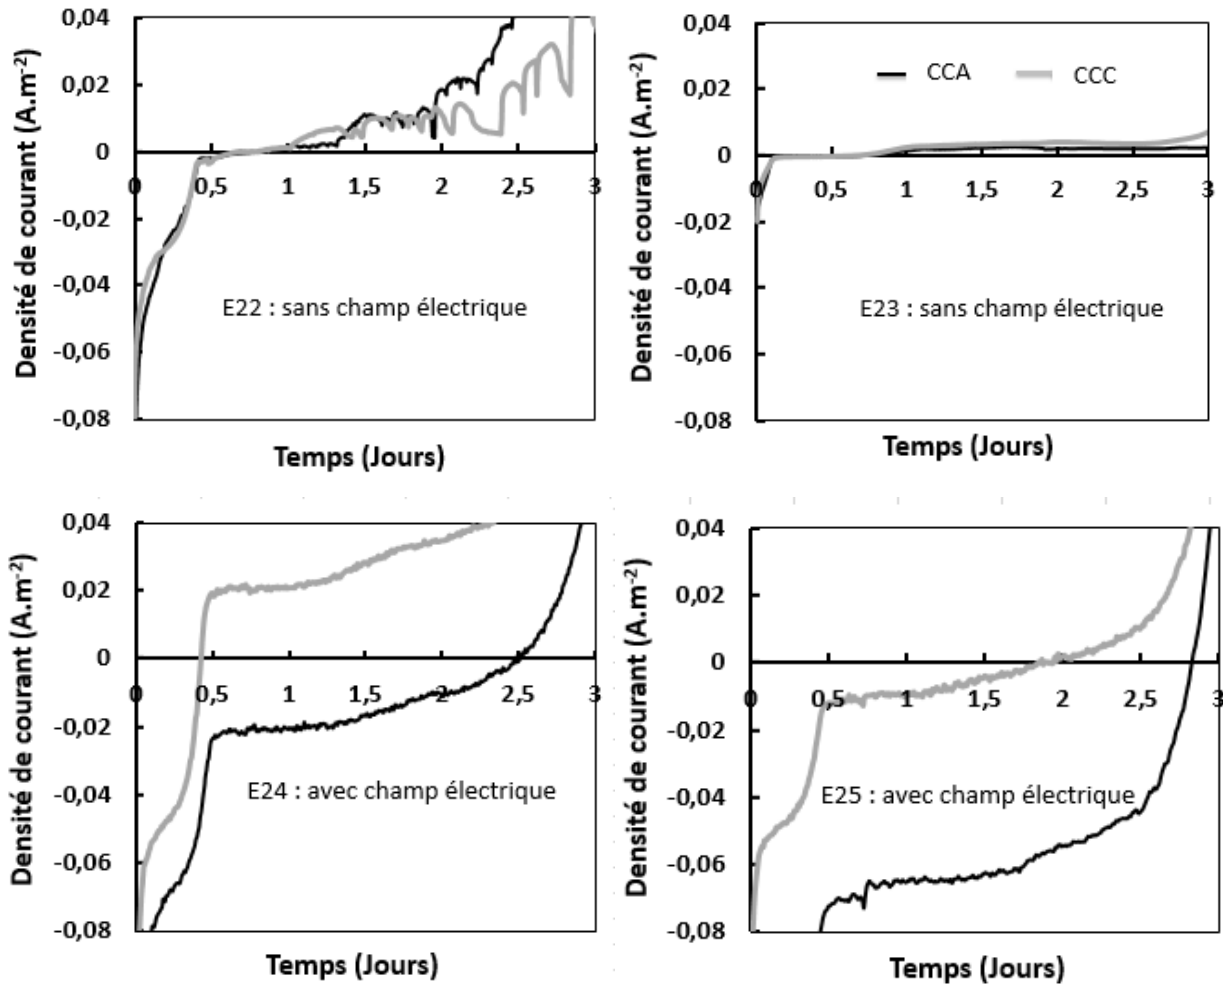 Densité de courant (A.m-2)
0,04
0,02
0
-0,02
-0,04
-0,06
-0,08
0 0,5 1 1,5 2 2,5 3
E22 : sans champ électrique
Temps (Jours)
Densité de courant (A.m-2)
0,04
0,02
0
-0,02
-0,04
-0,06
-0,08
CCA CCC
0 0,5 1 1,5 2 2,5 3
E23 : sans champ électrique
Temps (Jours)
Densité de courant (A.m-2)
0,04
0,02
0
-0,02
-0,04
-0,06
-0,08
0 0,5 1 1,5 2 2,5 3
E24 : avec champ électrique
Temps (Jours)
Densité de courant (A.m-2)
0,04
0,02
0
-0,02
-0,04
-0,06
-0,08
0 0,5 1 1,5 2 2,5 3
E25 : avec champ électrique
Temps (Jours)